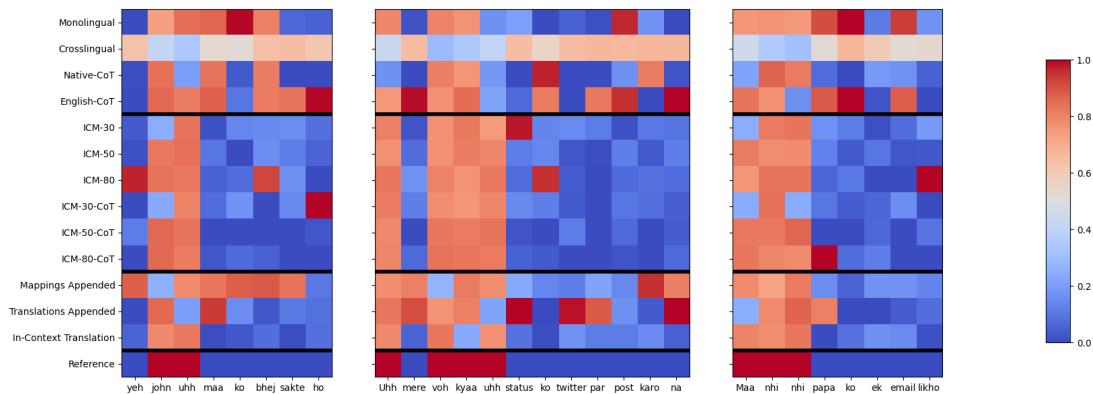 Monolingual
Crosslingual
Native-CoT
English-CoT
ICM-30
ICM-50
ICM-80
ICM-30-CoT
ICM-50-CoT
ICM-80-CoT
Mappings Appended
Translations Appended
In-Context Translation
Reference
yeh john uhh maa ko bhej sakte ho
Uhh mere voh kyaa uhh status ko twitter par post karo na
Maa nhi nhi papa ko ek email likho
1.0
0.8
0.6
0.4
0.2
0.0